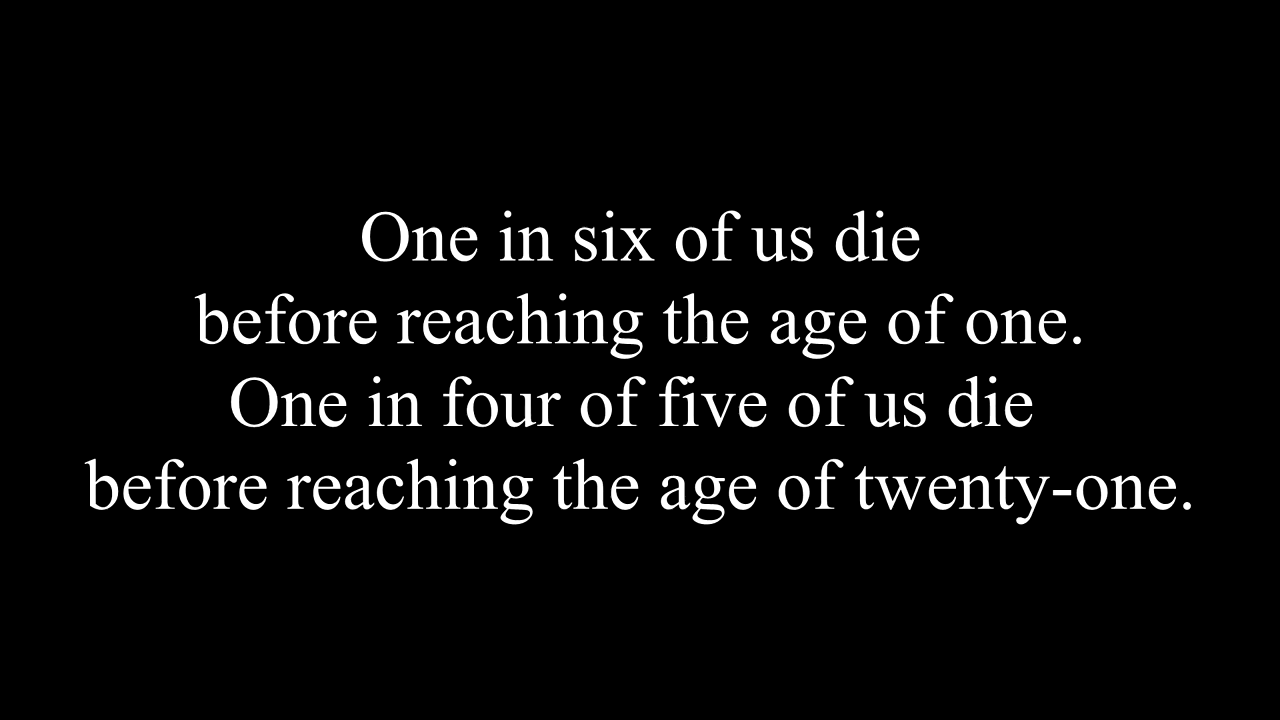 One in six of us die
before reaching the age of one.
One in four of five of us die
before reaching the age of twenty-one.